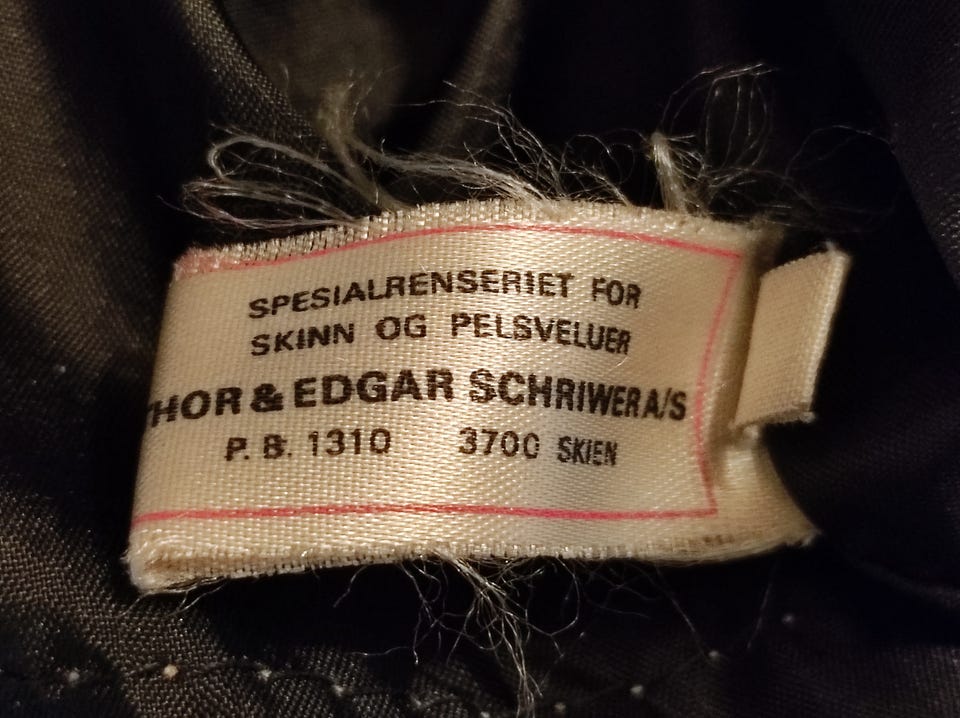 SPESIALRENSERIET FOR
SKINN OG PELSVELUER
THOR & EDGAR SCHRIWER A/S
P. B. 1310 3700 SKIEN